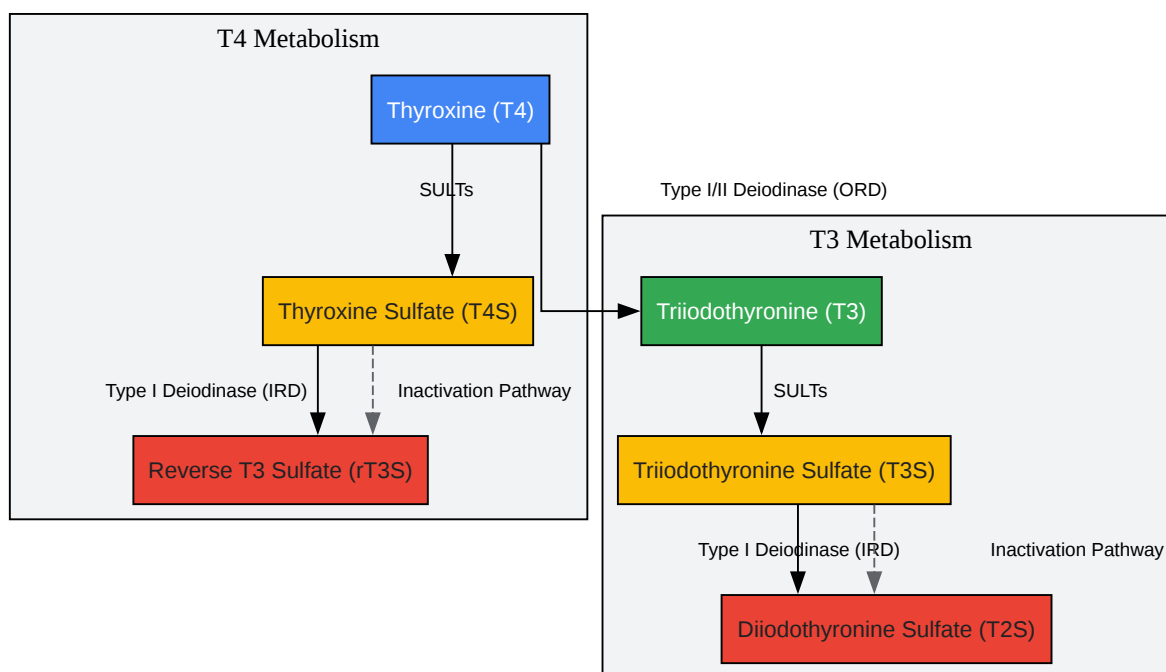 T4 Metabolism
Thyroxine (T4)
SULTs
Type I/II Deiodinase (ORD)
T3 Metabolism
Thyroxine Sulfate (T4S)
Triiodothyronine (T3)
Type I Deiodinase (IRD)
Inactivation Pathway
SULTs
Reverse T3 Sulfate (rT3S)
Triiodothyronine Sulfate (T3S)
Type I Deiodinase (IRD)
Inactivation Pathway
Diiodothyronine Sulfate (T2S)